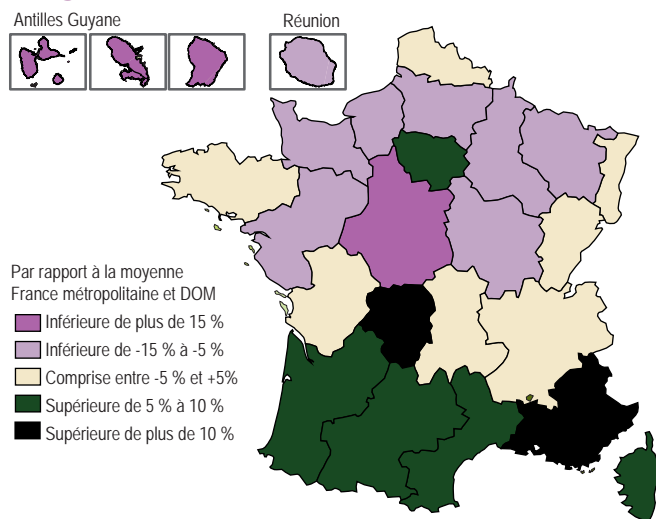 Antilles Guyane
Réunion
Par rapport à la moyenne
France métropolitaine et DOM
Inférieure de plus de 15 %
Inférieure de -15 % à -5 %
Comprise entre -5 % et +5%
Supérieure de 5 % à 10 %
Supérieure de plus de 10 %